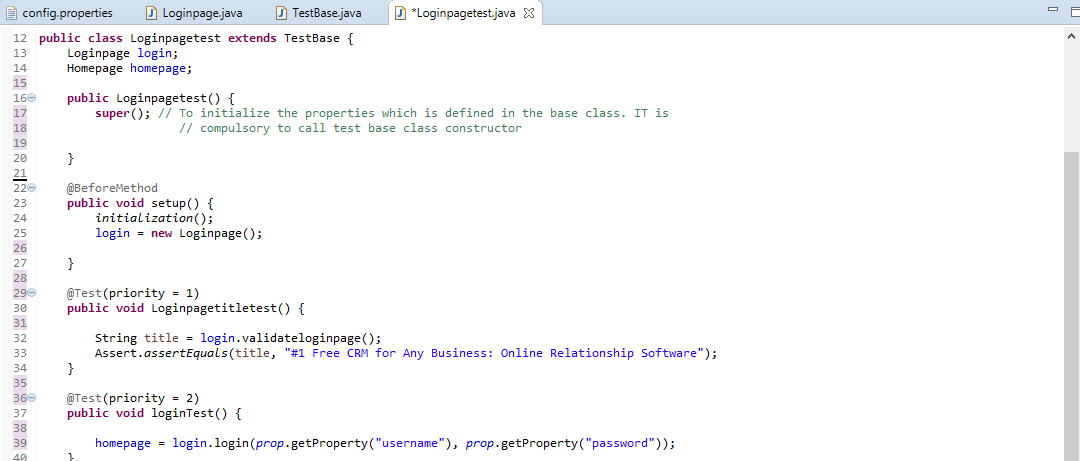 config.properties Loginpage.java TestBase.java *Loginpagetest.java
12 public class Loginpagetest extends TestBase {
13     Loginpage login;
14     Homepage homepage;
15
16     public Loginpagetest() {
17         super(); // To initialize the properties which is defined in the base class. IT is
18                     // compulsory to call test base class constructor
19
20     }
21
22     @BeforeMethod
23     public void setup() {
24         initialization();
25         login = new Loginpage();
26
27     }
28
29     @Test(priority = 1)
30     public void Loginpagetitletest() {
31
32         String title = login.validateloginpage();
33         Assert.assertEquals(title, "#1 Free CRM for Any Business: Online Relationship Software");
34     }
35
36     @Test(priority = 2)
37     public void loginTest() {
38
39         homepage = login.login(prop.getProperty("username"), prop.getProperty("password"));
40     }